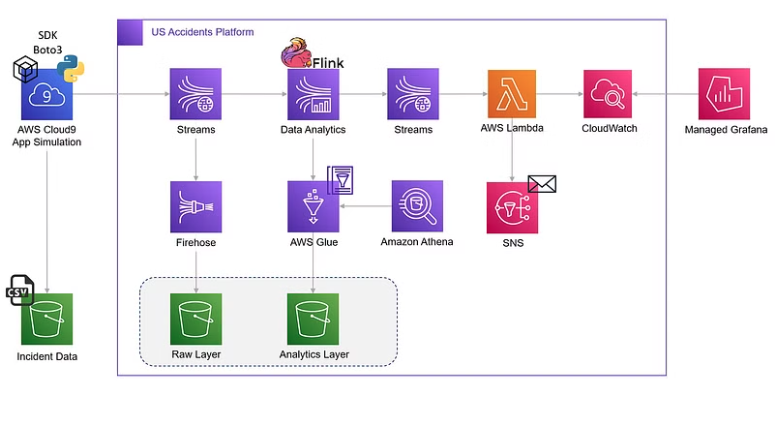 SDK
Boto3
US Accidents Platform
Flink
9
AWS Cloud9
App Simulation
Streams
Data Analytics
Streams
AWS Lambda
CloudWatch
Managed Grafana
Firehose
AWS Glue
Amazon Athena
SNS
CSV
Incident Data
Raw Layer
Analytics Layer